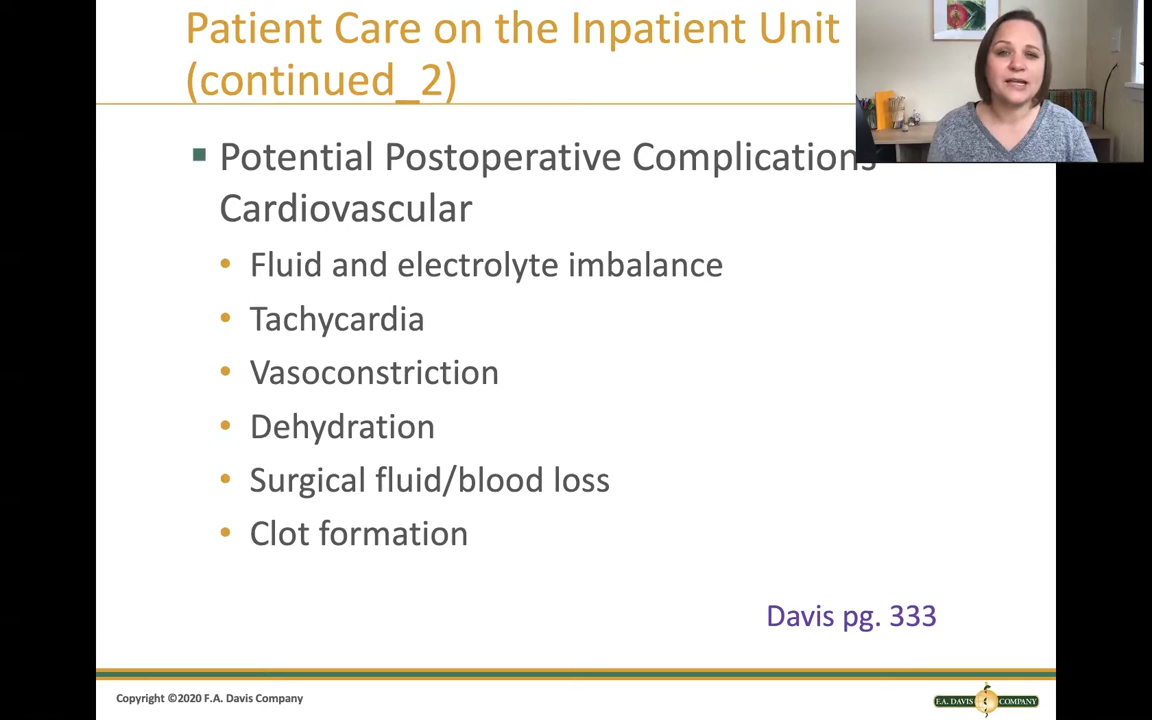 Patient Care on the Inpatient Unit
(continued_2)
Potential Postoperative Complications
Cardiovascular
Fluid and electrolyte imbalance
Tachycardia
Vasoconstriction
Dehydration
Surgical fluid/blood loss
Clot formation
Davis pg. 333
Copyright ©2020 F.A. Davis Company
F.A. DAVIS COMPANY